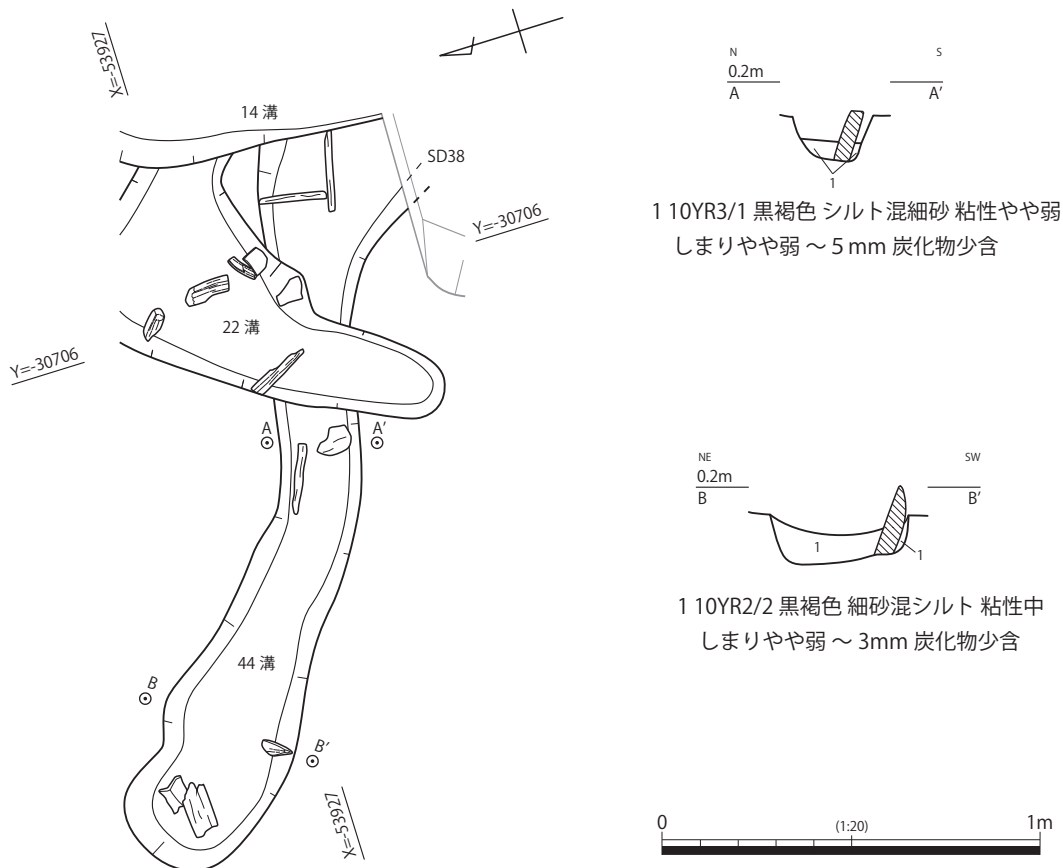 X=-53927
14 溝
SD38
Y=-30706
22 溝
Y=-30706
A
A′
44 溝
B
B′
X=-53927
N
S
0.2m
A
A′
1
1 10YR3/1 黒褐色 シルト混細砂 粘性やや弱
しまりやや弱 ～ 5 mm 炭化物少含
NE
SW
0.2m
B
B′
1
1
1 10YR2/2 黒褐色 細砂混シルト 粘性中
しまりやや弱 ～ 3mm 炭化物少含
0
(1:20)
1m